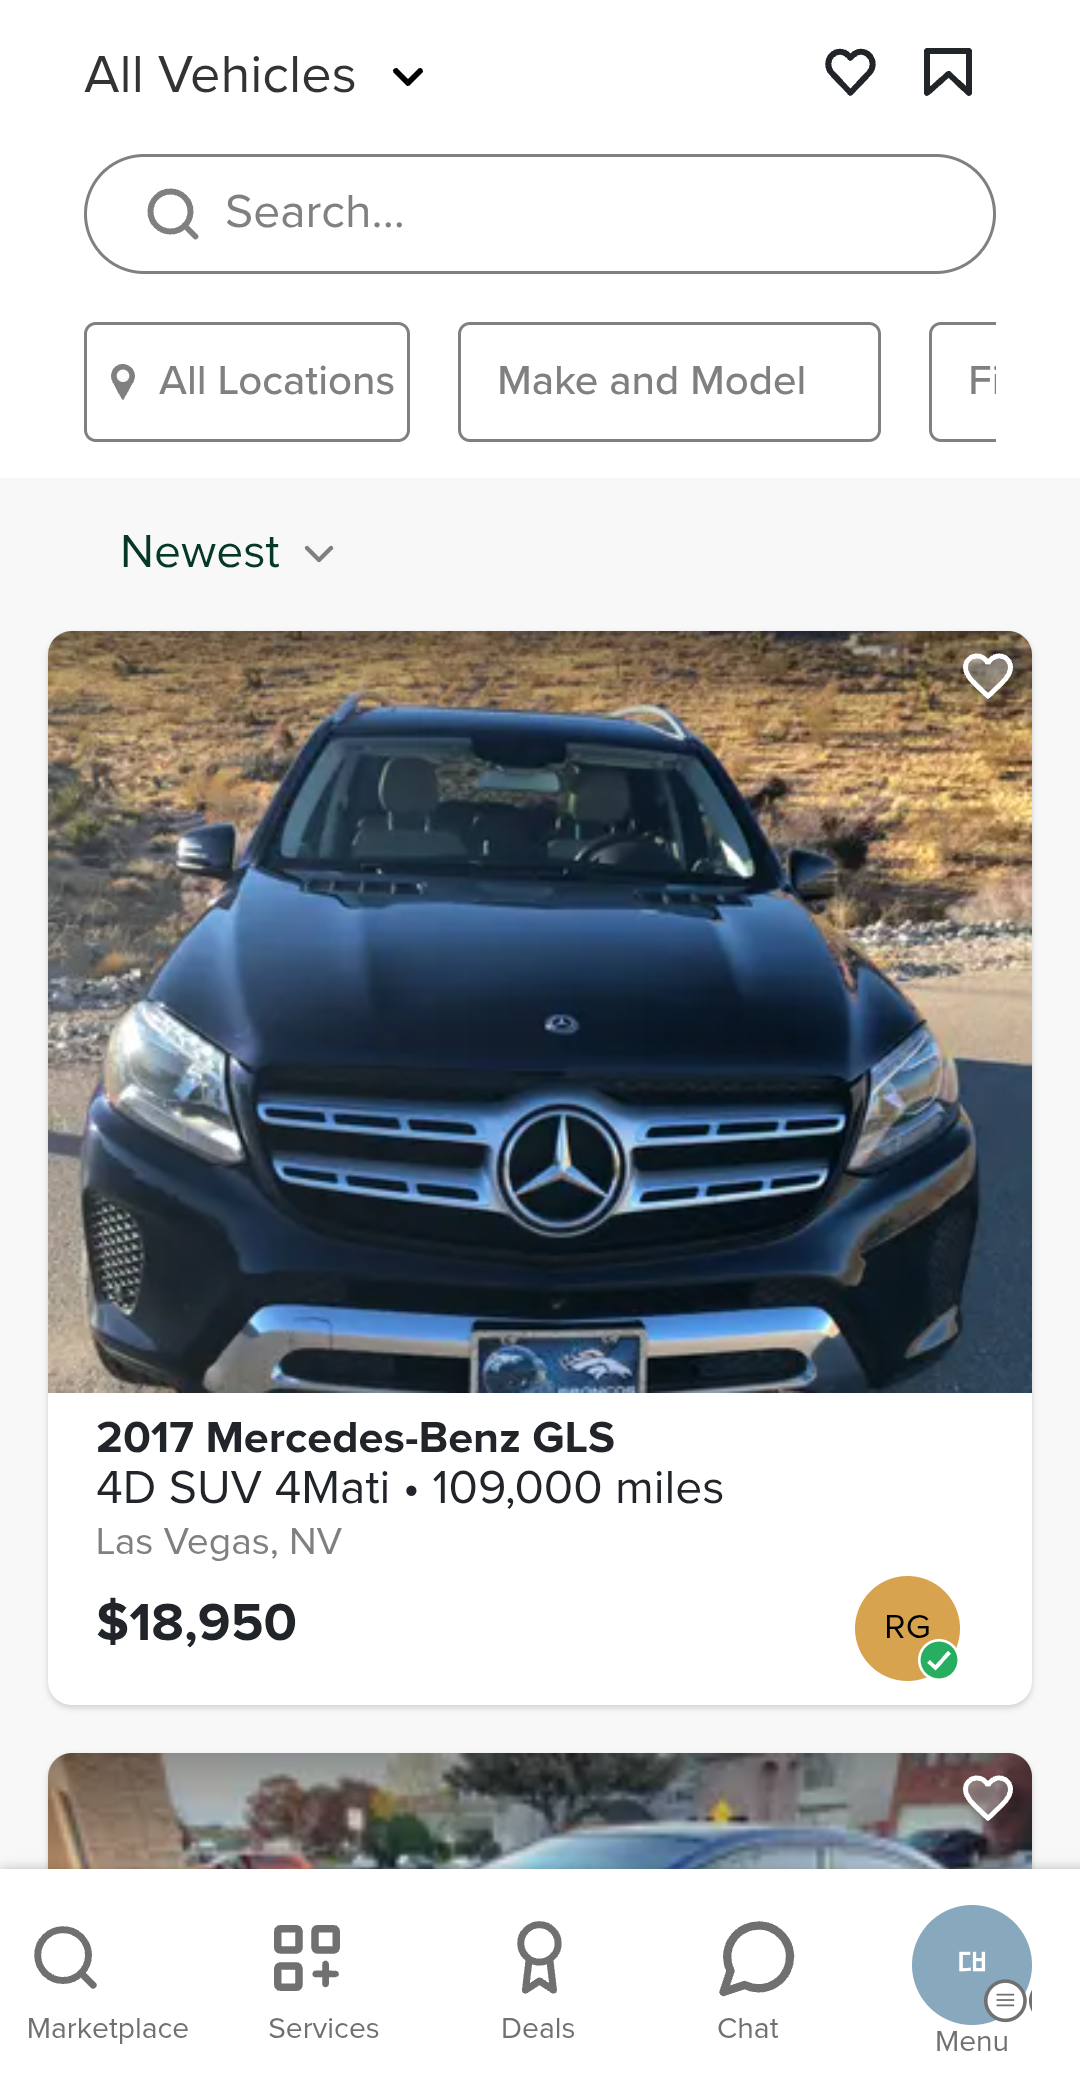 All Vehicles
Search...
All Locations
Make and Model
Fi
Newest
BRONCOS
2017 Mercedes-Benz GLS
4D SUV 4Mati • 109,000 miles
Las Vegas, NV
$18,950
RG
Marketplace
Services
Deals
Chat
Menu